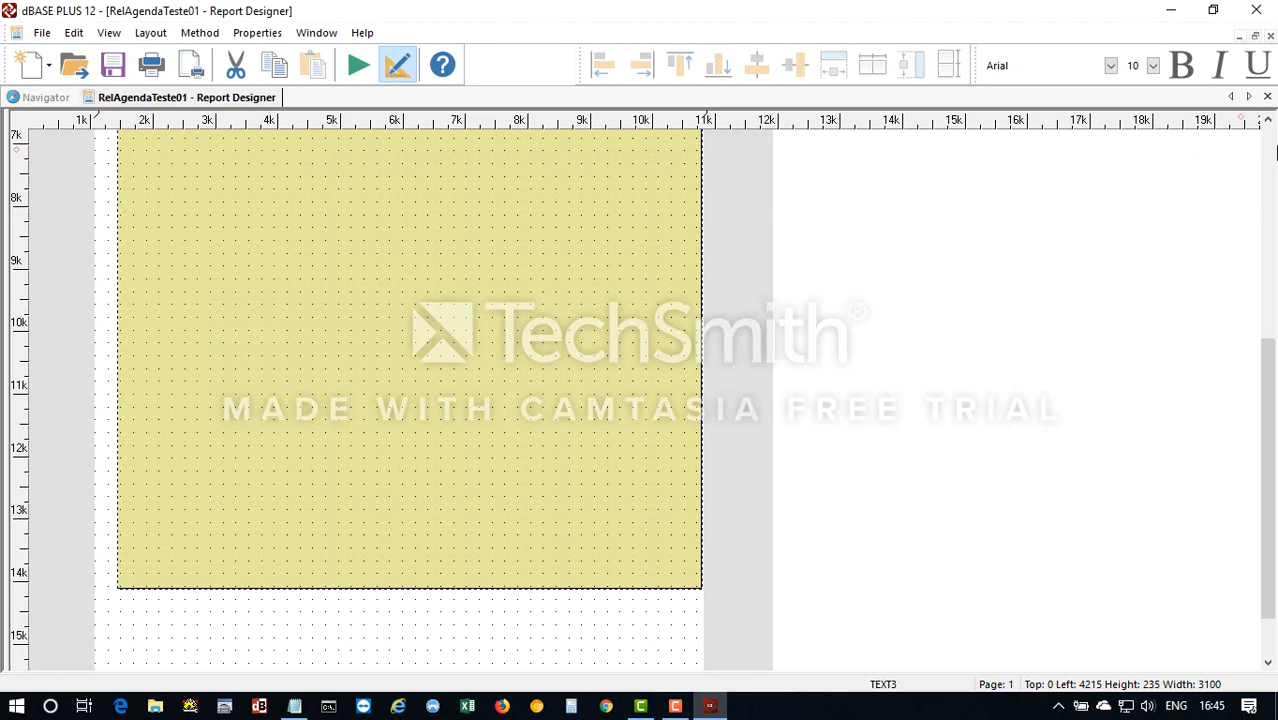 dBASE PLUS 12 - [RelAgendaTeste01 - Report Designer]
File Edit View Layout Method Properties Window Help
Arial 10 B I U
Navigator RelAgendaTeste01 - Report Designer
1k 2k 3k 4k 5k 6k 7k 8k 9k 10k 11k 12k 13k 14k 15k 16k 17k 18k 19k
7k
8k
9k
10k
11k
12k
13k
14k
15k
TechSmith®
MADE WITH CAMTASIA FREE TRIAL
TEXT3 Page: 1 Top: 0 Left: 4215 Height: 235 Width: 3100
dB ENG 16:45